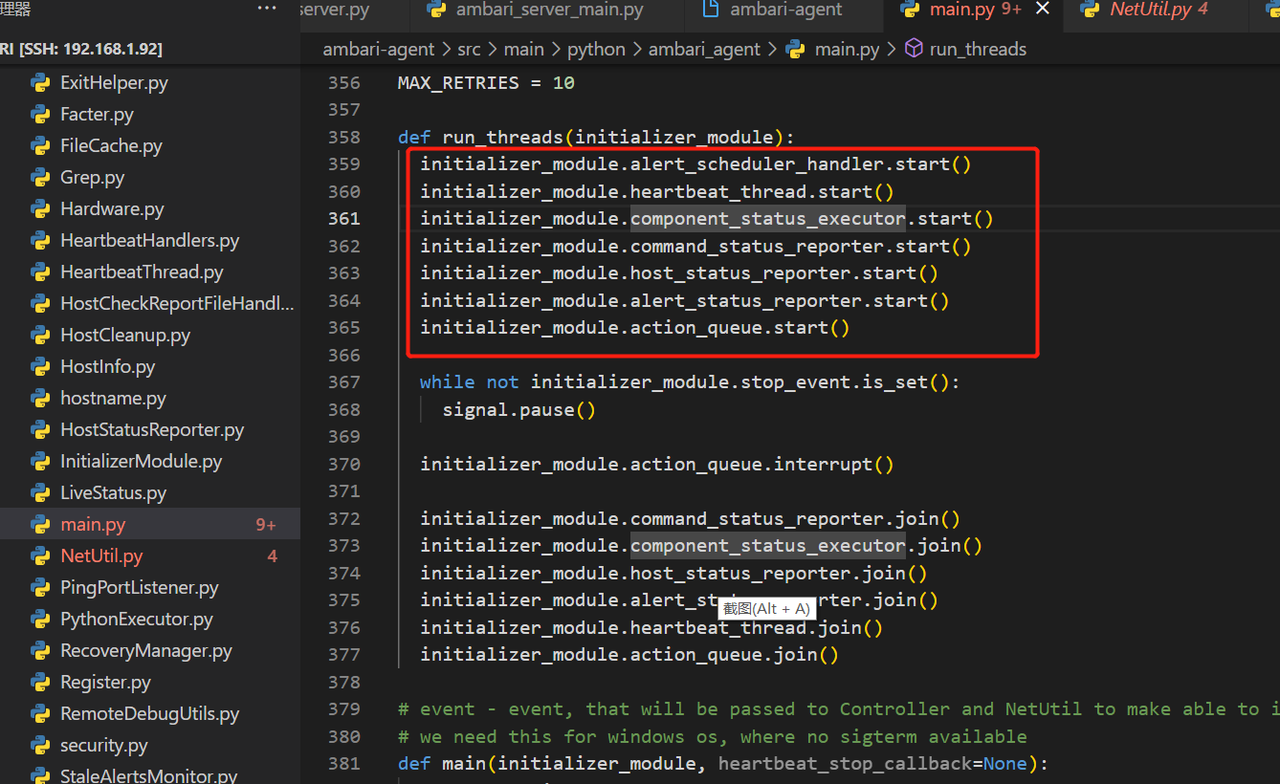 理器
···
RI [SSH: 192.168.1.92]
ExitHelper.py
Facter.py
FileCache.py
Grep.py
Hardware.py
HeartbeatHandlers.py
HeartbeatThread.py
HostCheckReportFileHandl...
HostCleanup.py
HostInfo.py
hostname.py
HostStatusReporter.py
InitializerModule.py
LiveStatus.py
main.py 9+
NetUtil.py 4
PingPortListener.py
PythonExecutor.py
RecoveryManager.py
Register.py
RemoteDebugUtils.py
security.py
StaleAlertsMonitor.py
server.py ambari_server_main.py ambari-agent main.py 9+ NetUtil.py 4
ambari-agent > src > main > python > ambari_agent > main.py > run_threads
356 MAX_RETRIES = 10
357
358 def run_threads(initializer_module):
359 initializer_module.alert_scheduler_handler.start()
360 initializer_module.heartbeat_thread.start()
361 initializer_module.component_status_executor.start()
362 initializer_module.command_status_reporter.start()
363 initializer_module.host_status_reporter.start()
364 initializer_module.alert_status_reporter.start()
365 initializer_module.action_queue.start()
366
367 while not initializer_module.stop_event.is_set():
368 signal.pause()
369
370 initializer_module.action_queue.interrupt()
371
372 initializer_module.command_status_reporter.join()
373 initializer_module.component_status_executor.join()
374 initializer_module.host_status_reporter.join()
375 initializer_module.alert_st rter.join()
截图(Alt + A)
376 initializer_module.heartbeat_thread.join()
377 initializer_module.action_queue.join()
378
379 # event - event, that will be passed to Controller and NetUtil to make able to i
380 # we need this for windows os, where no sigterm available
381 def main(initializer_module, heartbeat_stop_callback=None):